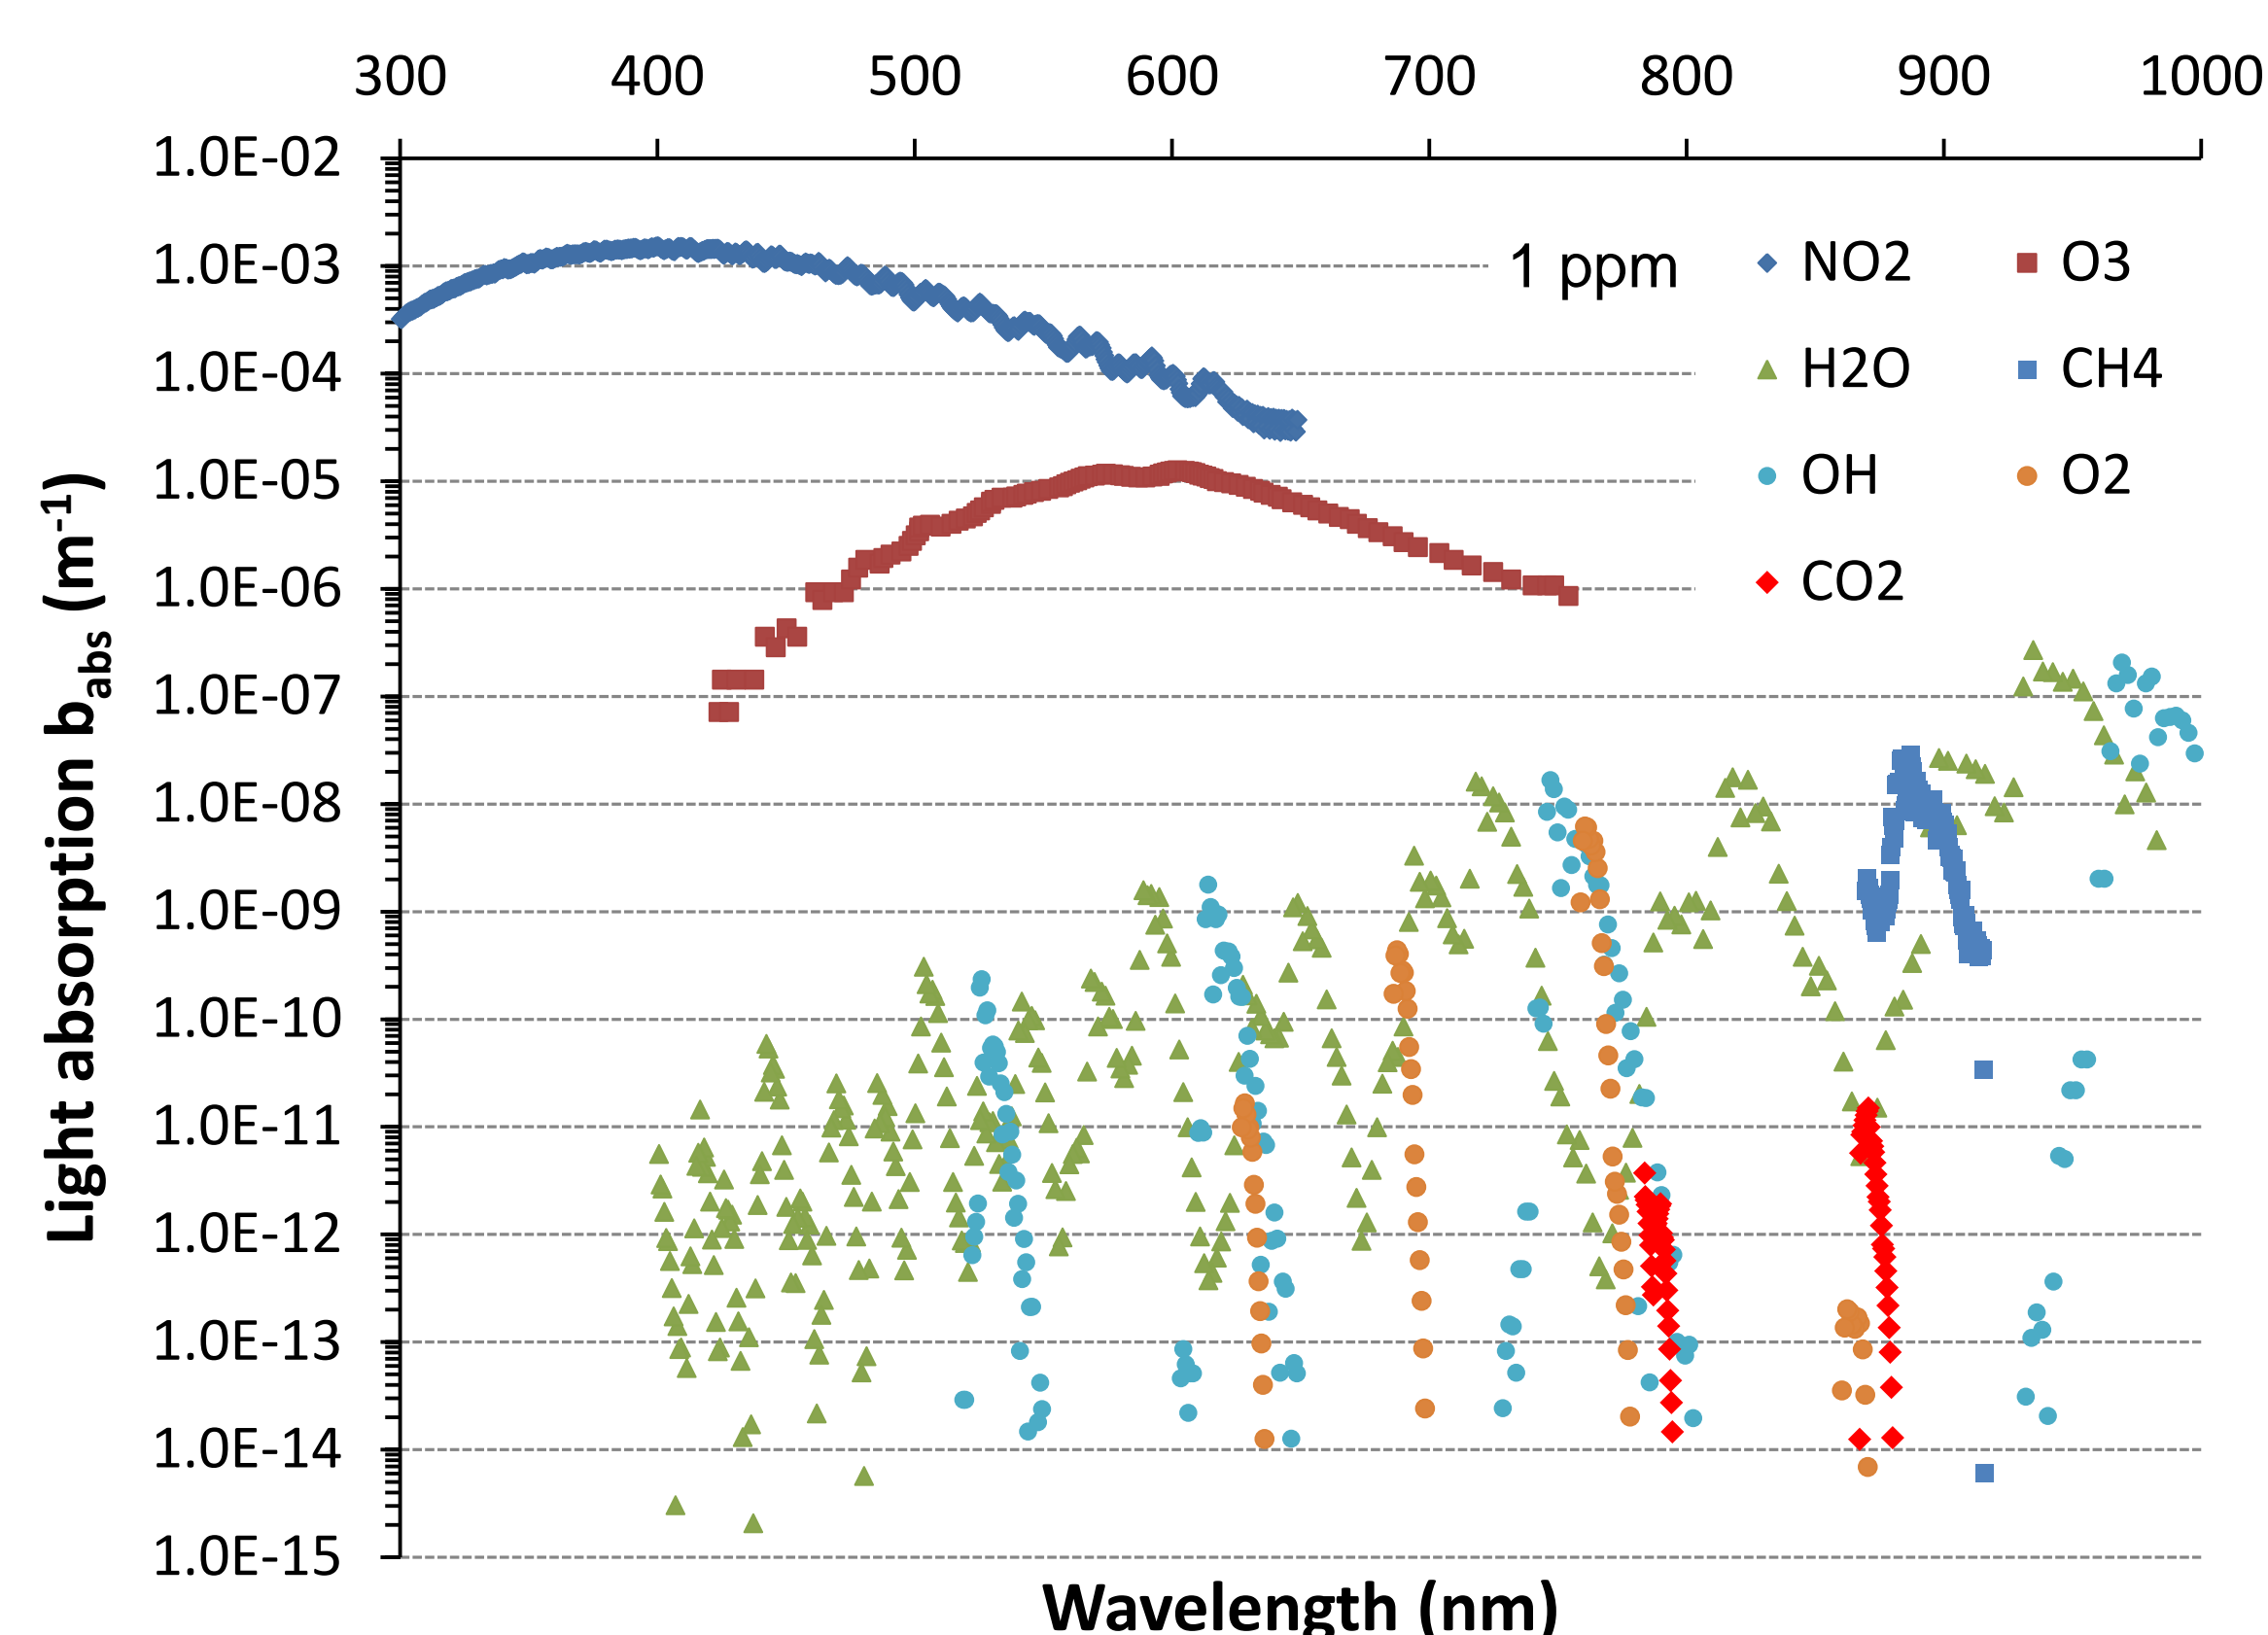 300 400 500 600 700 800 900 1000
1.0E-02
1.0E-03
1.0E-04
1.0E-05
1.0E-06
1.0E-07
1.0E-08
1.0E-09
1.0E-10
1.0E-11
1.0E-12
1.0E-13
1.0E-14
1.0E-15
Light absorption b_abs (m⁻¹)
1 ppm
NO2 O3
H2O CH4
OH O2
CO2
Wavelength (nm)